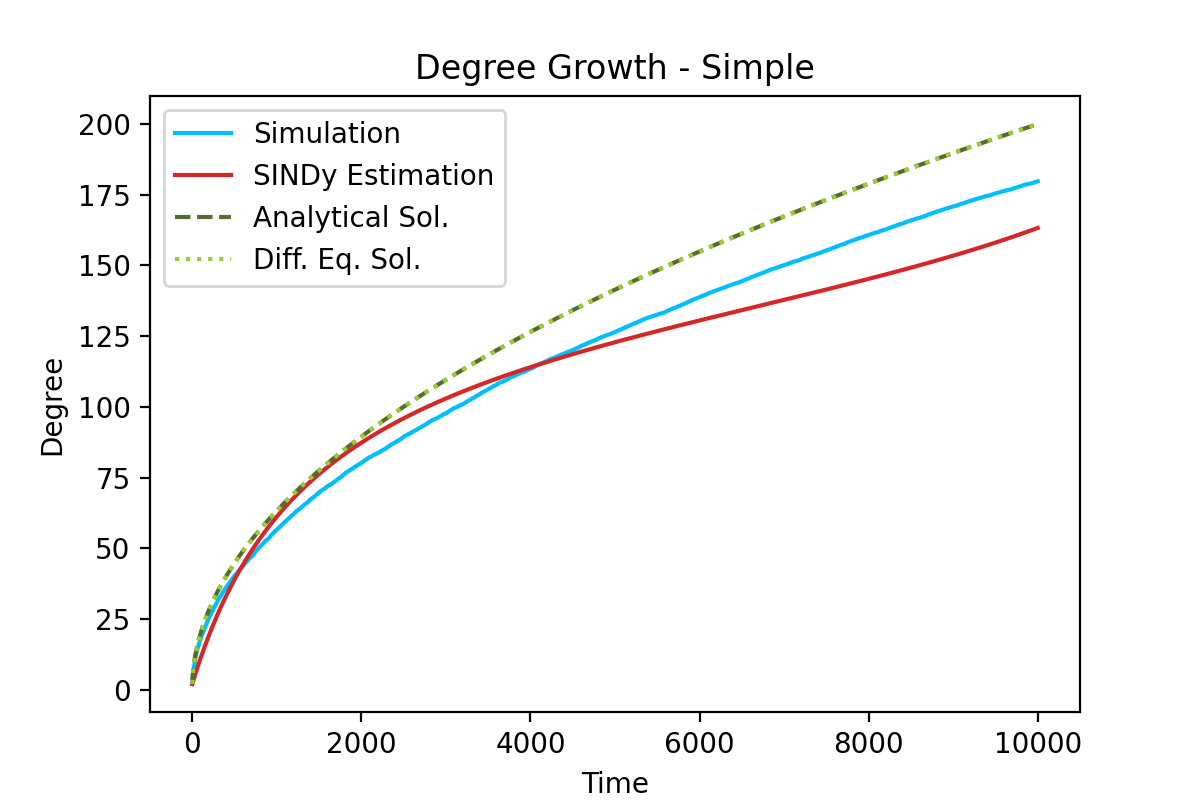 Degree Growth - Simple
Simulation
SINDy Estimation
Analytical Sol.
Diff. Eq. Sol.
200
175
150
125
100
75
50
25
0
Degree
0 2000 4000 6000 8000 10000
Time